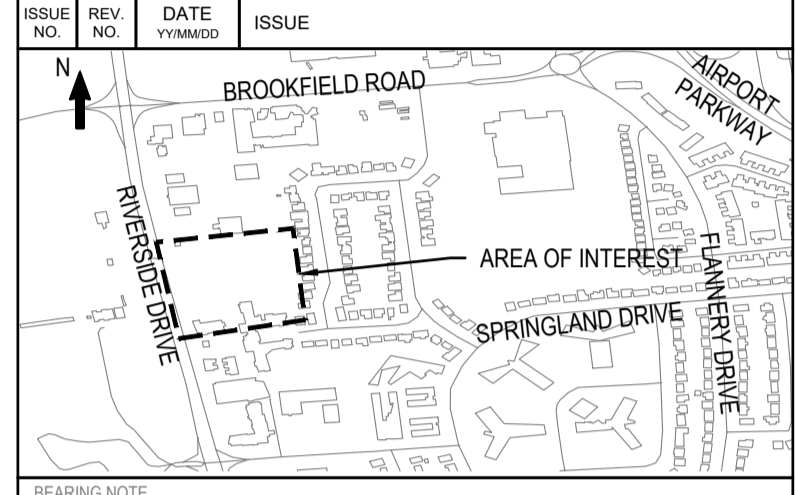 ISSUE NO.
REV. NO.
DATE YY/MM/DD
ISSUE
N
BROOKFIELD ROAD
AIRPORT PARKWAY
RIVERSIDE DRIVE
AREA OF INTEREST
FLANNERY DRIVE
SPRINGLAND DRIVE
BEARING NOTE